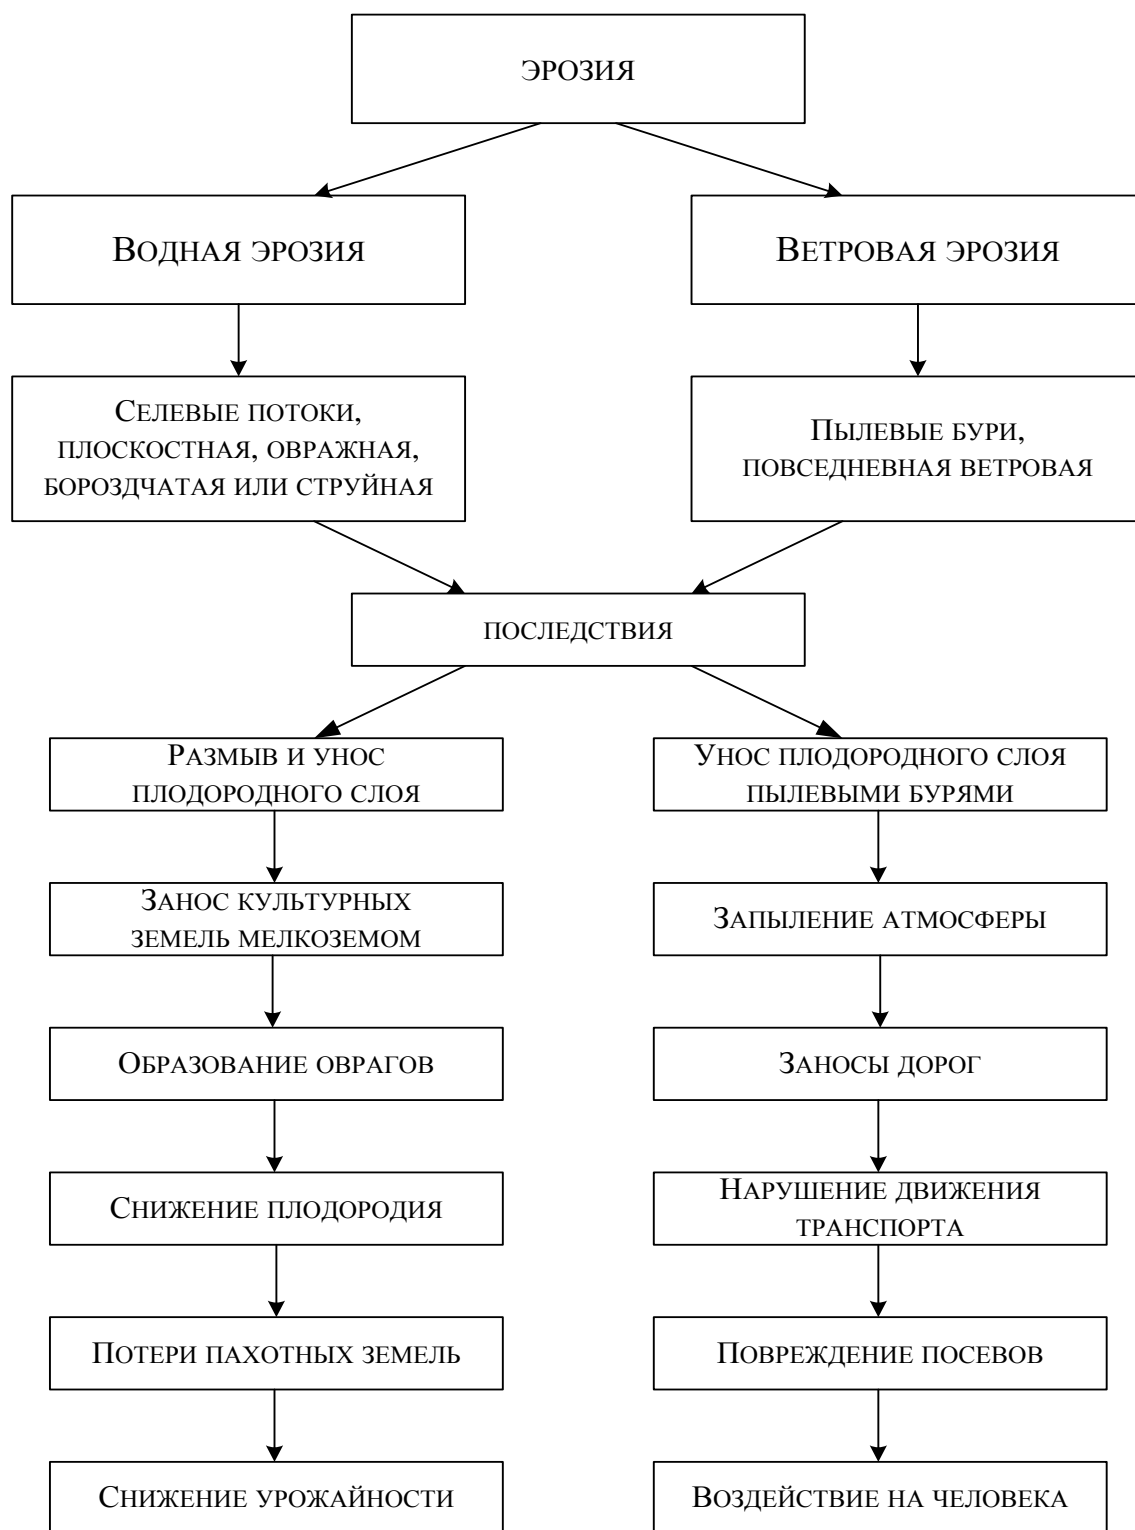 ЭРОЗИЯ
ВОДНАЯ ЭРОЗИЯ
ВЕТРОВАЯ ЭРОЗИЯ
СЕЛЕВЫЕ ПОТОКИ,
ПЛОСКОСТНАЯ, ОВРАЖНАЯ,
БОРОЗДЧАТАЯ ИЛИ СТРУЙНАЯ
ПЫЛЕВЫЕ БУРИ,
ПОВСЕДНЕВНАЯ ВЕТРОВАЯ
ПОСЛЕДСТВИЯ
РАЗМЫВ И УНОС
ПЛОДОРОДНОГО СЛОЯ
УНОС ПЛОДОРОДНОГО СЛОЯ
ПЫЛЕВЫМИ БУРЯМИ
ЗАНОС КУЛЬТУРНЫХ
ЗЕМЕЛЬ МЕЛКОЗЕМОМ
ЗАПЫЛЕНИЕ АТМОСФЕРЫ
ОБРАЗОВАНИЕ ОВРАГОВ
ЗАНОСЫ ДОРОГ
СНИЖЕНИЕ ПЛОДОРОДИЯ
НАРУШЕНИЕ ДВИЖЕНИЯ
ТРАНСПОРТА
ПОТЕРИ ПАХОТНЫХ ЗЕМЕЛЬ
ПОВРЕЖДЕНИЕ ПОСЕВОВ
СНИЖЕНИЕ УРОЖАЙНОСТИ
ВОЗДЕЙСТВИЕ НА ЧЕЛОВЕКА